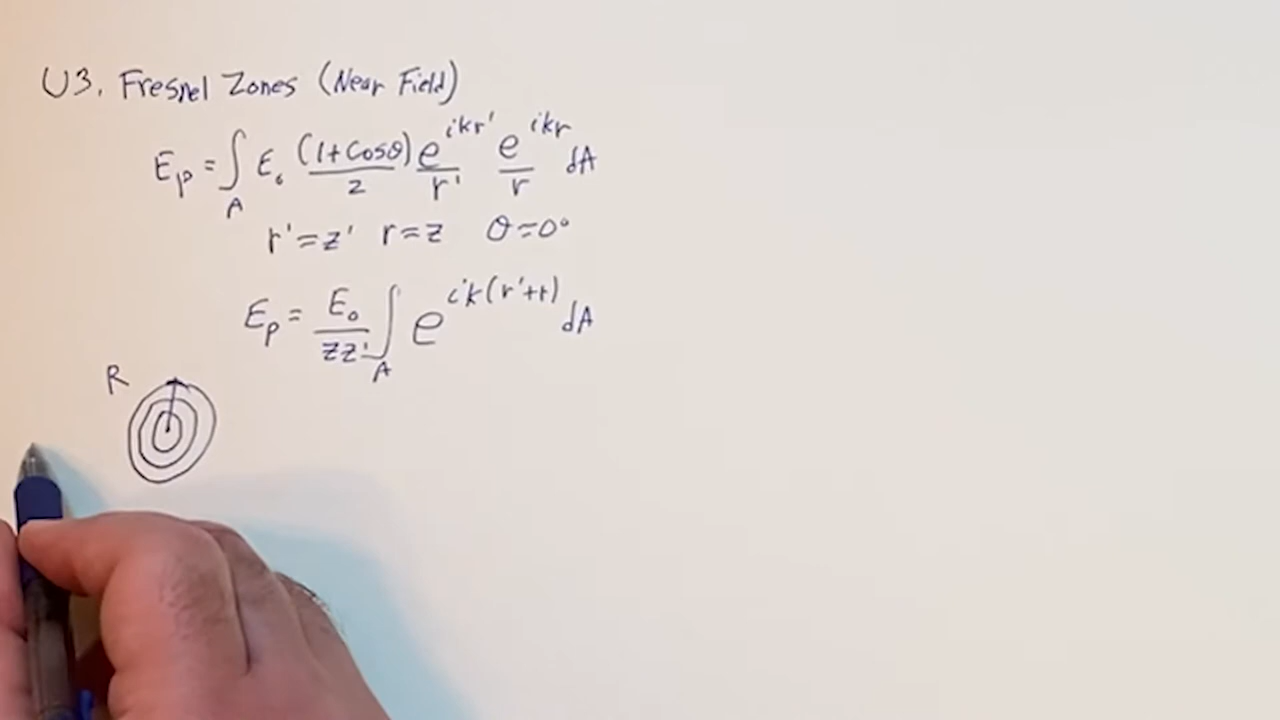 U3. Fresnel Zones (Near Field)
E_p = ∫_A E_0 (1+cosθ)/2 e^{ikr'}/r' e^{ikr}/r dA
r'≈z' r≈z θ≈0°
E_p = E_0/zz' ∫_A e^{ik(r'+r)} dA
R